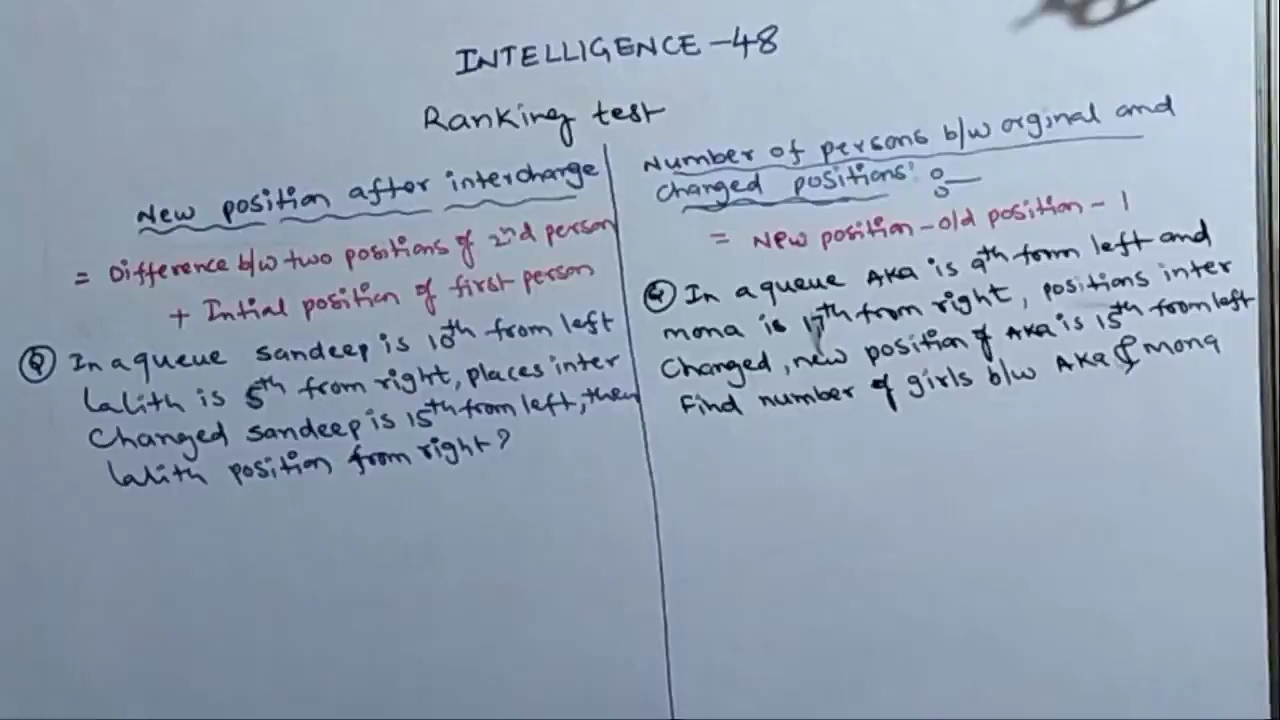 INTELLIGENCE-48
Ranking test
New position after interchange
= Difference b/w two positions of 2nd person
+ Intial position of first person
Q In a queue sandeep is 10th from left
Lalith is 5th from right, places inter
Changed sandeep is 15th from left, then
Lalith position from right?
Number of persons b/w orginal and
changed positions:
= New position - old position - 1
Q In a queue AKA is 9th form left and
mona is 17th from right, positions inter
Changed, new position of AKA is 15th from left
Find number of girls b/w AKA & mona